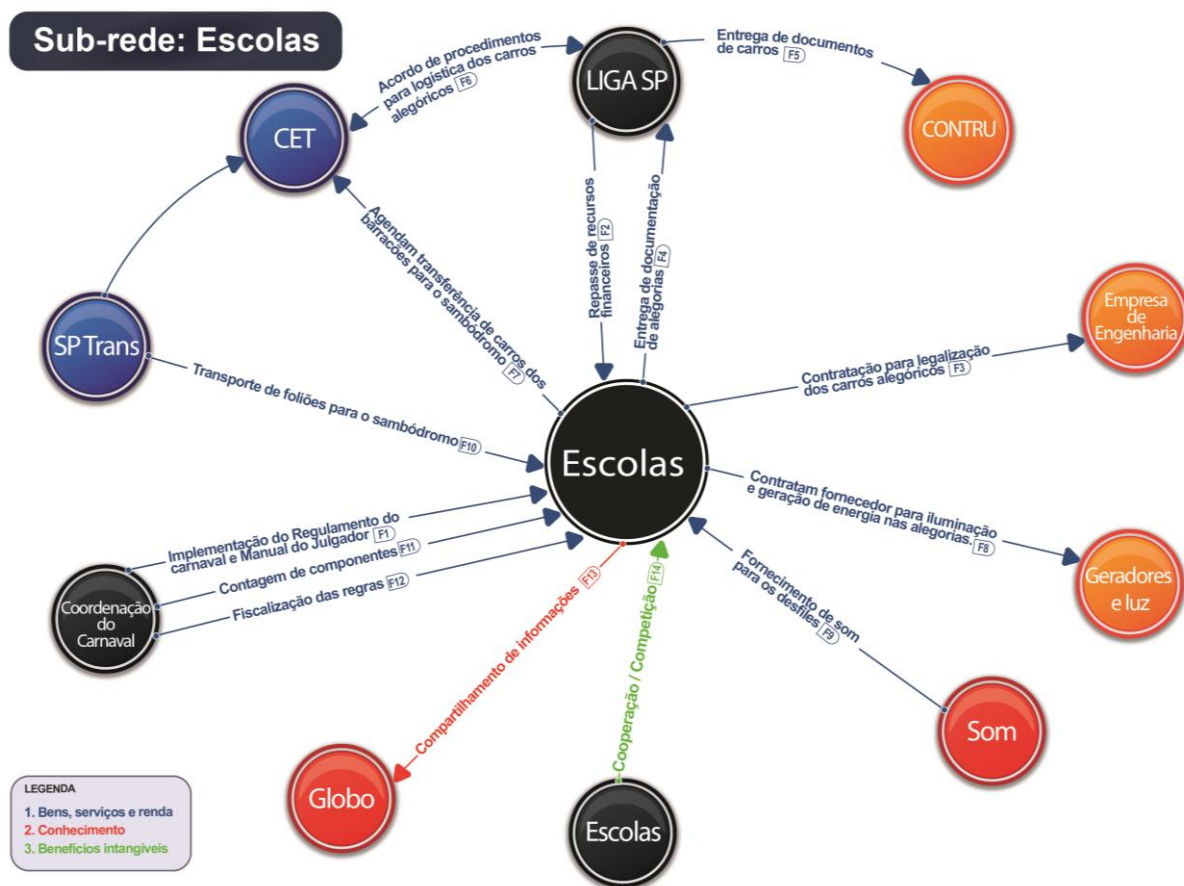 Sub-rede: Escolas
Acordo de procedimentos
para logística dos carros
alegóricos F6
LIGA SP
Entrega de documentos
de carros F5
CONTRU
CET
Agendam transferência de carros dos
barracões para o sambódromo F7
Repasse de recursos
financeiros F2
Entrega de documentação
de alegorias F4
SP Trans
Transporte de foliões para o sambódromo F10
Empresa
de
Engenharia
Contratação para legalização
dos carros alegóricos F3
Escolas
Contratam fornecedor para iluminação
e geração de energia nas alegorias. F8
Geradores
e luz
Implementação do Regulamento do
carnaval e Manual do Julgador F1
Contagem de componentes F11
Fiscalização das regras F12
Coordenação
do
Carnaval
Fornecimento de som
para os desfiles F9
Som
Compartilhamento de informações F13
Globo
Cooperação / Competição F14
Escolas
LEGENDA
1. Bens, serviços e renda
2. Conhecimento
3. Benefícios intangíveis